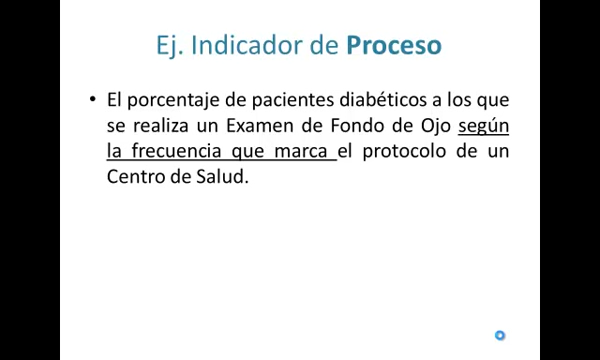 Ej. Indicador de Proceso
• El porcentaje de pacientes diabéticos a los que
se realiza un Examen de Fondo de Ojo según
la frecuencia que marca el protocolo de un
Centro de Salud.